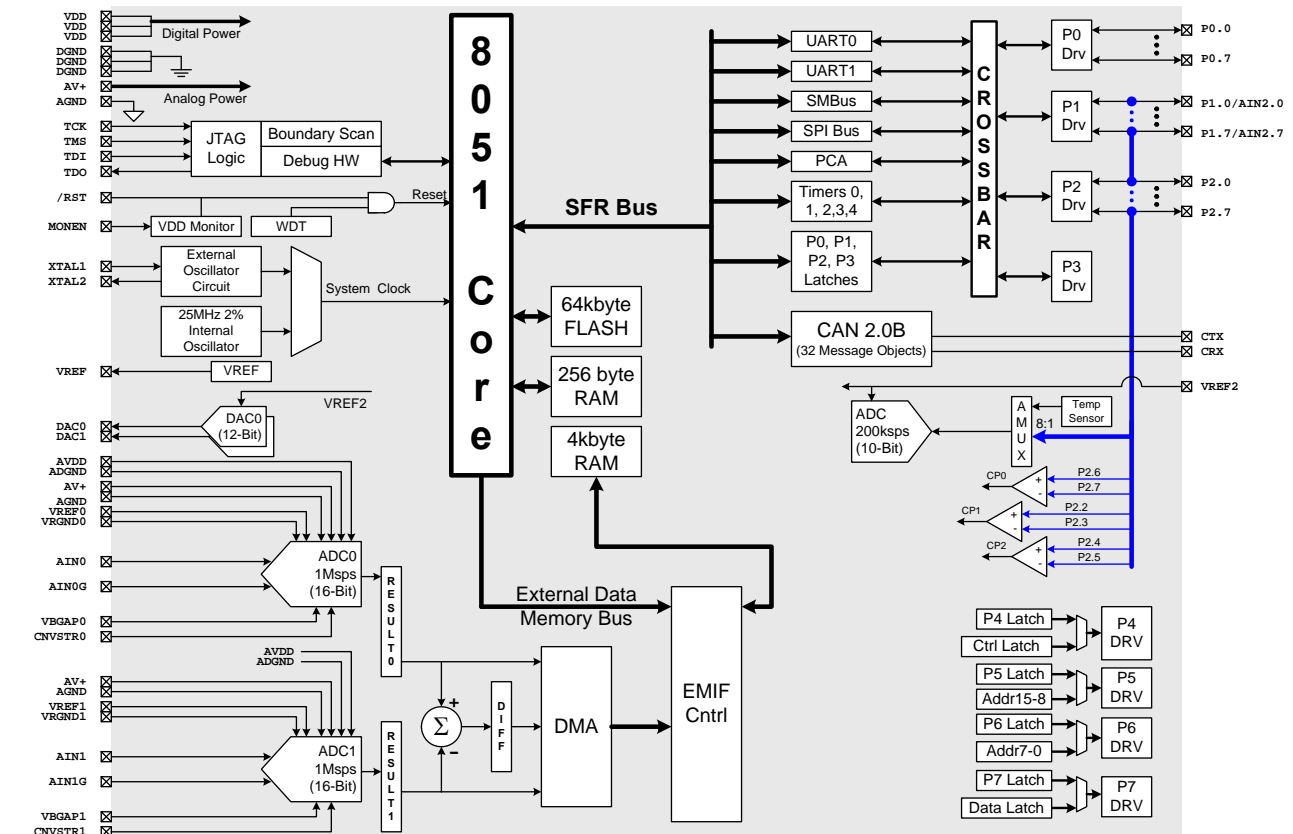 VDD
VDD
VDD
Digital Power
DGND
DGND
DGND
AV+
Analog Power
AGND
TCK
TMS
TDI
TDO
JTAG
Logic
Boundary Scan
Debug HW
/RST
Reset
MONEN
VDD Monitor
WDT
XTAL1
XTAL2
External
Oscillator
Circuit
System Clock
25MHz 2%
Internal
Oscillator
VREF
VREF
VREF2
DAC0
DAC1
DAC0
(12-Bit)
AVDD
ADGND
AV+
AGND
VREF0
VRGND0
AIN0
AIN0G
VBGAP0
CNVSTR0
ADC0
1Msps
(16-Bit)
RESULT0
AVDD
ADGND
AV+
AGND
VREF1
VRGND1
AIN1
AIN1G
VBGAP1
CNVSTR1
ADC1
1Msps
(16-Bit)
RESULT1
+
Σ
−
DIFF
DMA
EMIF
Cntrl
External Data
Memory Bus
8051 Core
64kbyte
FLASH
256 byte
RAM
4kbyte
RAM
SFR Bus
UART0
UART1
SMBus
SPI Bus
PCA
Timers 0,
1, 2,3,4
P0, P1,
P2, P3
Latches
CROSSBAR
P0
Drv
P1
Drv
P2
Drv
P3
Drv
P0.0
P0.7
P1.0/AIN2.0
P1.7/AIN2.7
P2.0
P2.7
CAN 2.0B
(32 Message Objects)
CTX
CRX
VREF2
ADC
200ksps
(10-Bit)
AMUX
8:1
Temp
Sensor
CP0
+
-
P2.6
P2.7
CP1
+
-
P2.2
P2.3
CP2
+
-
P2.4
P2.5
P4 Latch
Ctrl Latch
P4
DRV
P5 Latch
Addr15-8
P5
DRV
P6 Latch
Addr7-0
P6
DRV
P7 Latch
Data Latch
P7
DRV